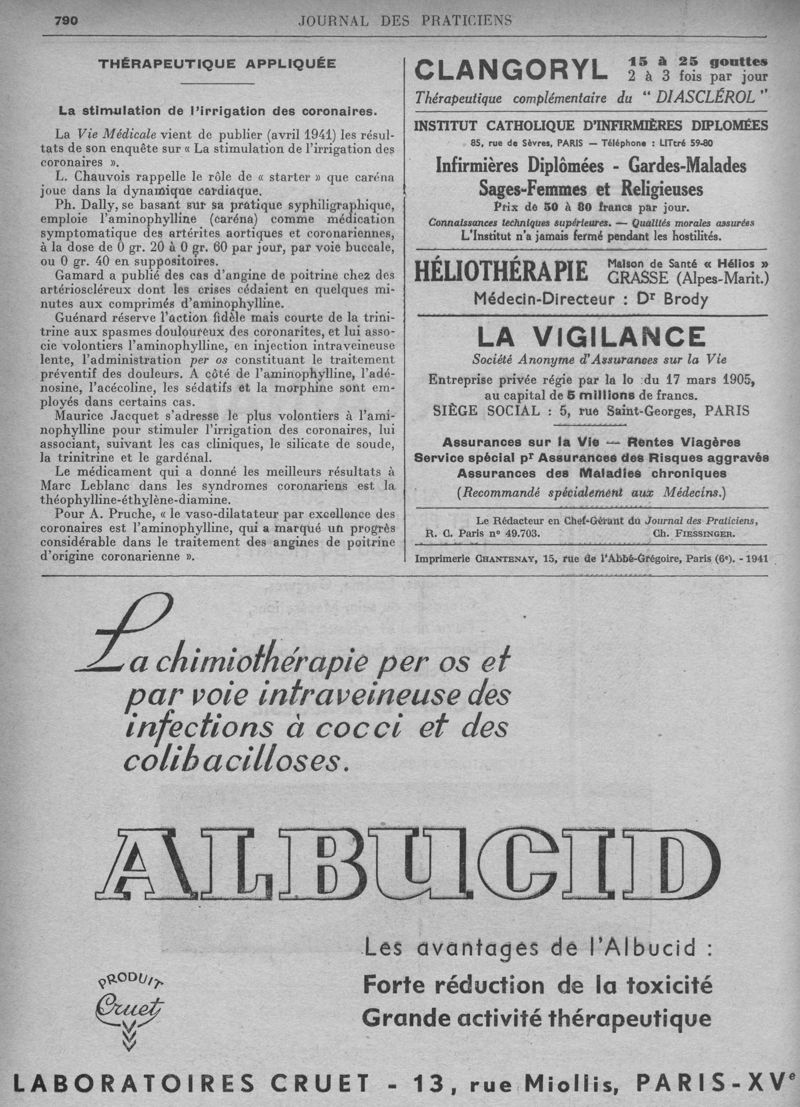 790
JOURNAL DES PRATICIENS
THÉRAPEUTIQUE APPLIQUÉE
La stimulation de l'irrigation des coronaires.
La Vie Médicale vient de publier (avril 1941) les résul-
tats de son enquête sur « La stimulation de l'irrigation des
coronaires ».
L. Chauvois rappelle le rôle de « starter » que caréna
joue dans la dynamique cardiaque.
Ph. Dally, se basant sur sa pratique syphiligraphique,
emploie l'aminophylline (caréna) comme médication
symptomatique des artérites aortiques et coronariennes,
à la dose de 0 gr. 20 à 0 gr. 60 par jour, par voie buccale,
ou 0 gr. 40 en suppositoires.
Gamard a publié des cas d'angine de poitrine chez des
artérioscléreux dont les crises cédaient en quelques mi-
nutes aux comprimés d'aminophylline.
Guénard réserve l'action fidèle mais courte de la trini-
trine aux spasmes douloureux des coronarites, et lui asso-
cie volontiers l'aminophylline, en injection intraveineuse
lente, l'administration per os constituant le traitement
préventif des douleurs. A côté de l'aminophylline, l'adé-
nosine, l'acécoline, les sédatifs et la morphine sont em-
ployés dans certains cas.
Maurice Jacquet s'adresse le plus volontiers à l'ami-
nophylline pour stimuler l'irrigation des coronaires, lui
associant, suivant les cas cliniques, le silicate de soude,
la trinitrine et le gardénal.
Le médicament qui a donné les meilleurs résultats à
Marc Leblanc dans les syndromes coronariens est la
théophylline-éthylène-diamine.
Pour A. Pruche, « le vaso-dilatateur par excellence des
coronaires est l'aminophylline, qui a marqué un progrès
considérable dans le traitement des angines de poitrine
d'origine coronarienne ».
CLANGORYL 15 à 25 gouttes
2 à 3 fois par jour
Thérapeutique complémentaire du " DIASCLÉROL "
INSTITUT CATHOLIQUE D'INFIRMIÈRES DIPLOMÉES
85, rue de Sèvres, PARIS — Téléphone : LITtré 59-80
Infirmières Diplômées - Gardes-Malades
Sages-Femmes et Religieuses
Prix de 50 à 80 francs par jour.
Connaissances techniques supérieures. — Qualités morales assurées
L'Institut n'a jamais fermé pendant les hostilités.
HÉLIOTHÉRAPIE Maison de Santé « Hélios »
GRASSE (Alpes-Marit.)
Médecin-Directeur : Dr Brody
LA VIGILANCE
Société Anonyme d'Assurances sur la Vie
Entreprise privée régie par la lo du 17 mars 1905,
au capital de 5 millions de francs.
SIÈGE SOCIAL : 5, rue Saint-Georges, PARIS
Assurances sur la Vie — Rentes Viagères
Service spécial pr Assurances des Risques aggravés
Assurances des Maladies chroniques
(Recommandé spécialement aux Médecins.)
Le Rédacteur en Chef-Gérant du Journal des Praticiens,
R. C. Paris n° 49.703. Ch. FIESSINGER.
Imprimerie CHANTENAY, 15, rue de l'Abbé-Grégoire, Paris (6e). - 1941
La chimiothérapie per os et
par voie intraveineuse des
infections à cocci et des
colibacilloses.
ALBUCID
Les avantages de l'Albucid :
Forte réduction de la toxicité
Grande activité thérapeutique
PRODUIT
Cruet
LABORATOIRES CRUET - 13, rue Miollis, PARIS-XVe